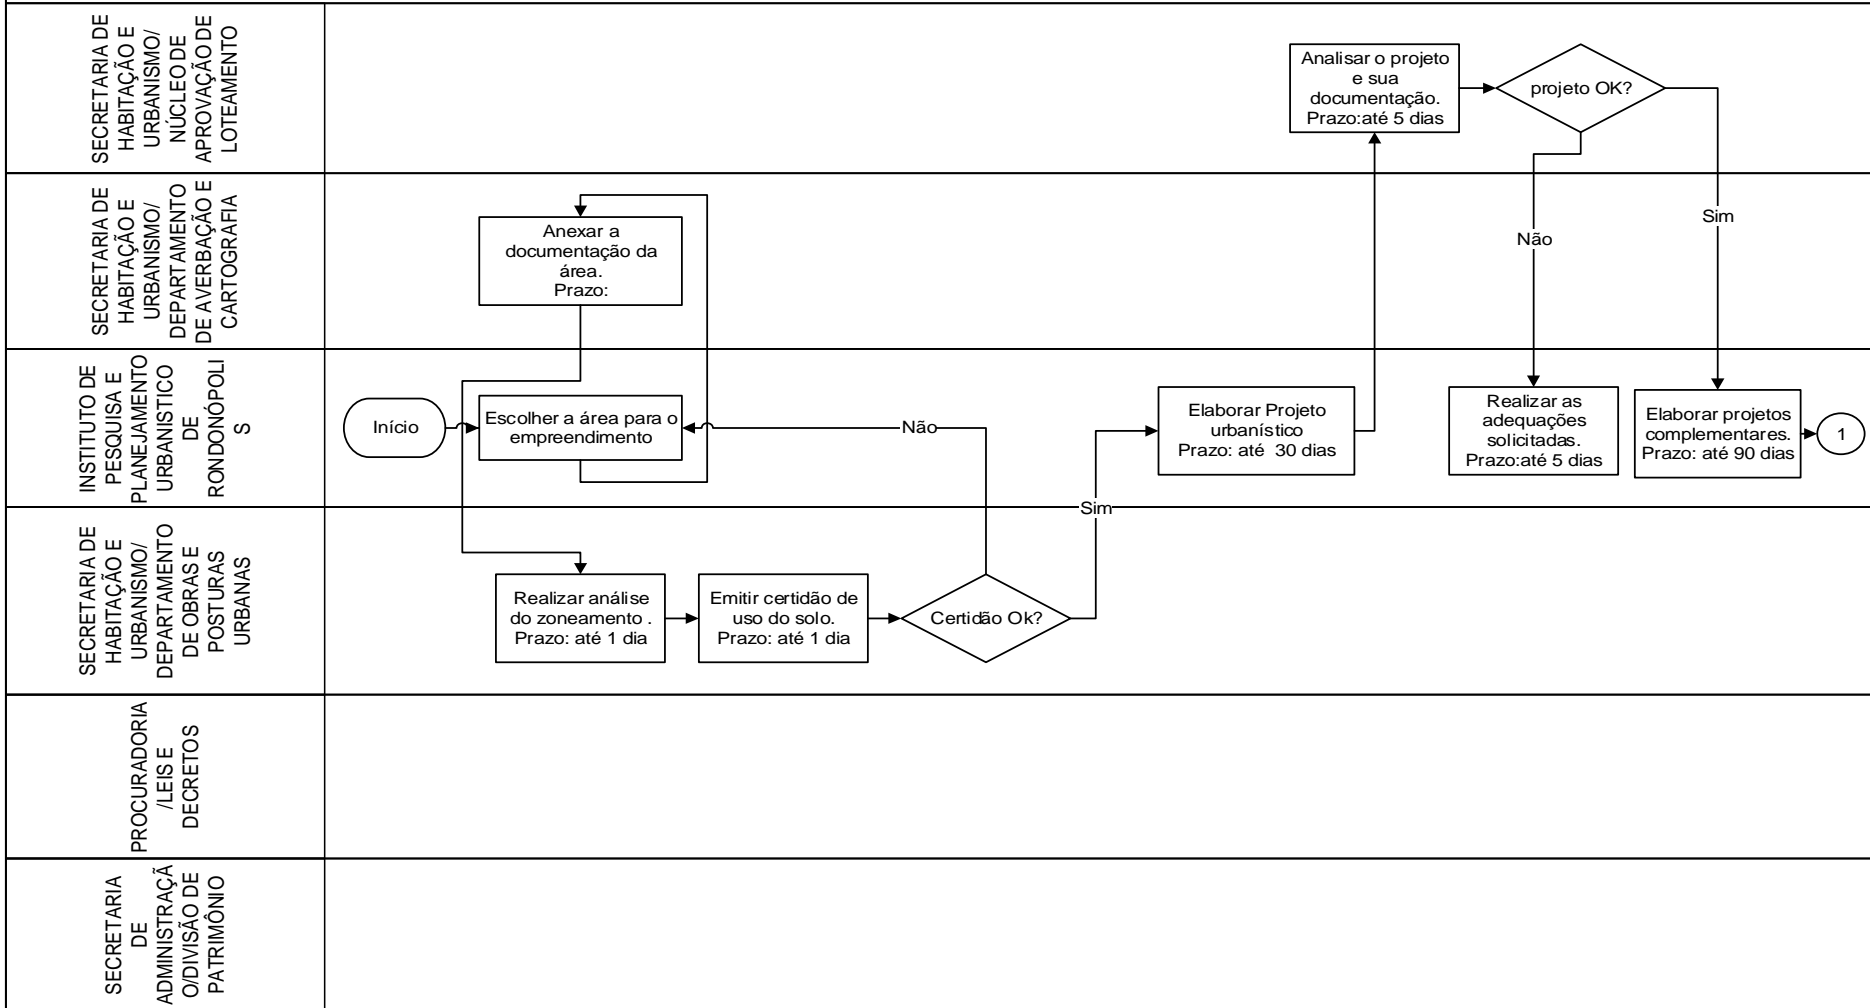 SECRETARIA DE
HABITAÇÃO E
URBANISMO/
NÚCLEO DE
APROVAÇÃO DE
LOTEAMENTO
Analisar o projeto
e sua
documentação.
Prazo:até 5 dias
projeto OK?
SECRETARIA DE
HABITAÇÃO E
URBANISMO/
DEPARTAMENTO
DE AVERBAÇÃO E
CARTOGRAFIA
Anexar a
documentação da
área.
Prazo:
Não
Sim
INSTITUTO DE
PESQUISA E
PLANEJAMENTO
URBANISTICO
DE
RONDONÓPOLI
S
Início
Escolher a área para o
empreendimento
Não
Elaborar Projeto
urbanístico
Prazo: até 30 dias
Realizar as
adequações
solicitadas.
Prazo:até 5 dias
Elaborar projetos
complementares.
Prazo: até 90 dias
1
Sim
SECRETARIA DE
HABITAÇÃO E
URBANISMO/
DEPARTAMENTO
DE OBRAS E
POSTURAS
URBANAS
Realizar análise
do zoneamento .
Prazo: até 1 dia
Emitir certidão de
uso do solo.
Prazo: até 1 dia
Certidão Ok?
PROCURADORIA
/LEIS E
DECRETOS
SECRETARIA
DE
ADMINISTRAÇÃ
O/DIVISÃO DE
PATRIMÔNIO